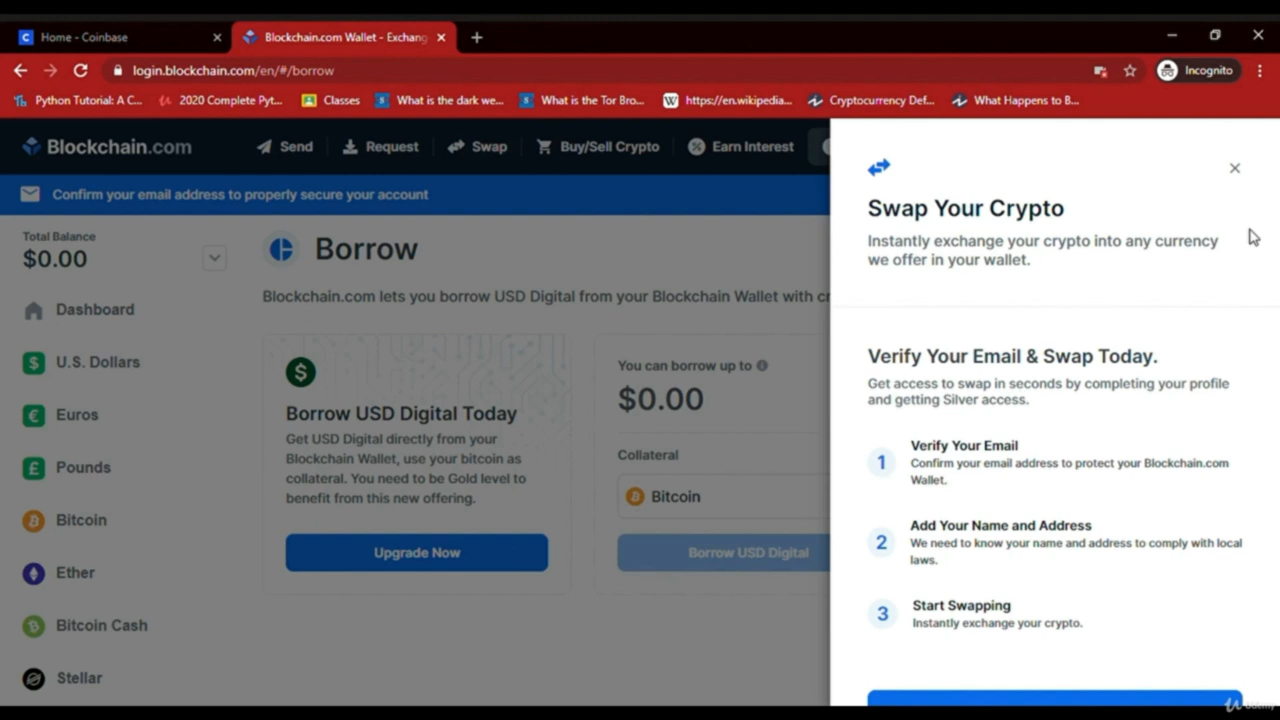 Home - Coinbase
Blockchain.com Wallet - Exchang
login.blockchain.com/en/#/borrow
Incognito
Python Tutorial: A C...
2020 Complete Pyt...
Classes
What is the dark we...
What is the Tor Bro...
https://en.wikipedia...
Cryptocurrency Def...
What Happens to B...
Blockchain.com
Send
Request
Swap
Buy/Sell Crypto
Earn Interest
Confirm your email address to properly secure your account
Total Balance
$0.00
Dashboard
U.S. Dollars
Euros
Pounds
Bitcoin
Ether
Bitcoin Cash
Stellar
Borrow
Blockchain.com lets you borrow USD Digital from your Blockchain Wallet with cr
Borrow USD Digital Today
Get USD Digital directly from your
Blockchain Wallet, use your bitcoin as
collateral. You need to be Gold level to
benefit from this new offering.
Upgrade Now
You can borrow up to
$0.00
Collateral
Bitcoin
Borrow USD Digital
Swap Your Crypto
Instantly exchange your crypto into any currency
we offer in your wallet.
Verify Your Email & Swap Today.
Get access to swap in seconds by completing your profile
and getting Silver access.
1
Verify Your Email
Confirm your email address to protect your Blockchain.com
Wallet.
2
Add Your Name and Address
We need to know your name and address to comply with local
laws.
3
Start Swapping
Instantly exchange your crypto.
Udemy